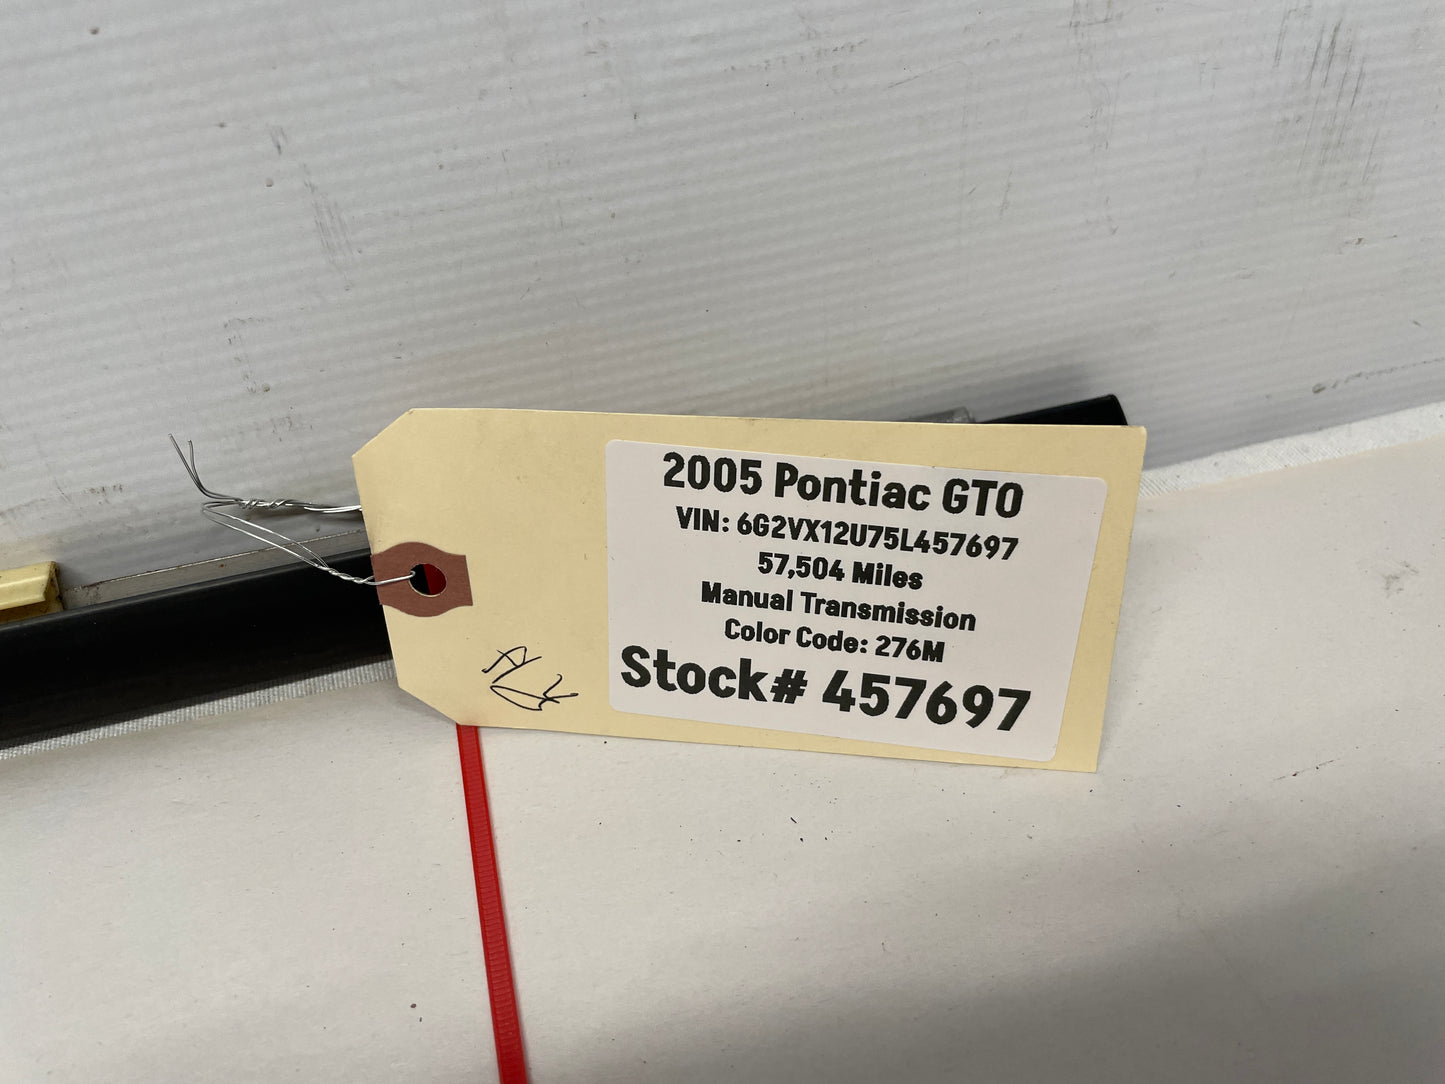 2005 Pontiac GTO
VIN: 6G2VX12U75L457697
57,504 Miles
Manual Transmission
Color Code: 276M
Stock# 457697